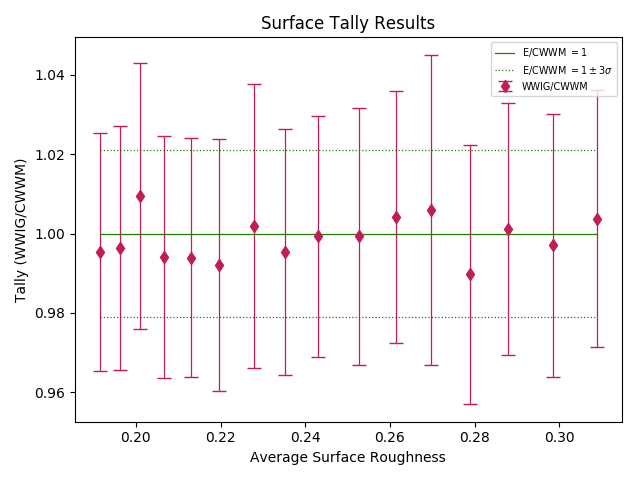 Surface Tally Results
E/CWWM = 1
E/CWWM = 1 ± 3σ
WWIG/CWWM
Tally (WWIG/CWWM)
1.04
1.02
1.00
0.98
0.96
0.20 0.22 0.24 0.26 0.28 0.30
Average Surface Roughness